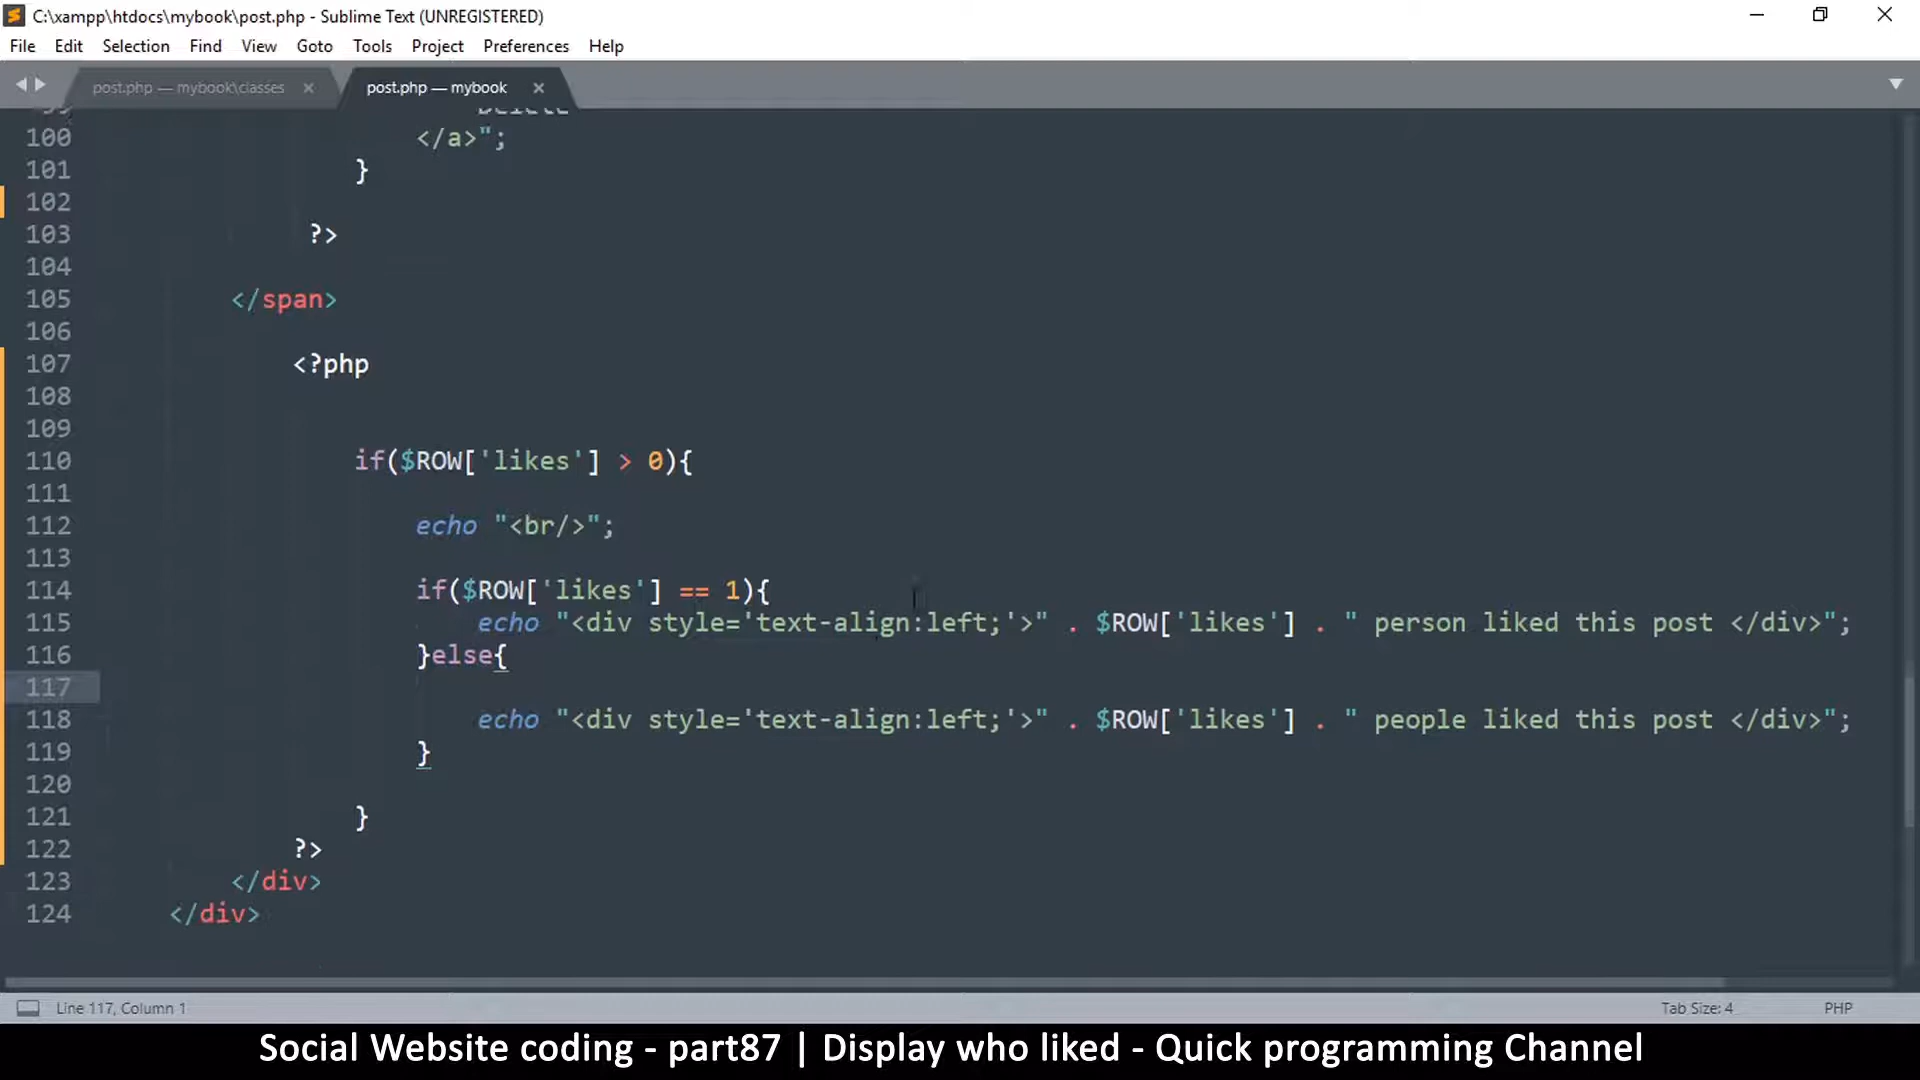 C:\xampp\htdocs\mybook\post.php - Sublime Text (UNREGISTERED)
File Edit Selection Find View Goto Tools Project Preferences Help
post.php — mybook\classes post.php — mybook
100 </a>";
101 }
102
103 ?>
104
105 </span>
106
107 <?php
108
109
110 if($ROW['likes'] > 0){
111
112 echo "<br/>";
113
114 if($ROW['likes'] == 1){
115 echo "<div style='text-align:left;'>" . $ROW['likes'] . " person liked this post </div>";
116 }else{
117
118 echo "<div style='text-align:left;'>" . $ROW['likes'] . " people liked this post </div>";
119 }
120
121 }
122 ?>
123 </div>
124 </div>
Line 117, Column 1 Tab Size: 4 PHP
Social Website coding - part87 | Display who liked - Quick programming Channel